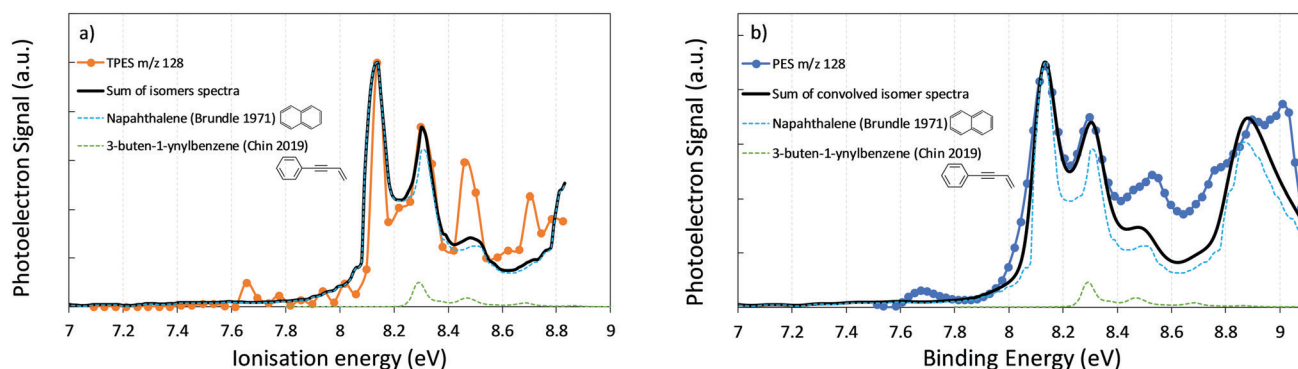 a)
TPES m/z 128
Sum of isomers spectra
Napahthalene (Brundle 1971)
3-buten-1-ynylbenzene (Chin 2019)
Photoelectron Signal (a.u.)
7 7.2 7.4 7.6 7.8 8 8.2 8.4 8.6 8.8 9
Ionisation energy (eV)
b)
PES m/z 128
Sum of convolved isomer spectra
Napahthalene (Brundle 1971)
3-buten-1-ynylbenzene (Chin 2019)
Photoelectron Signal (a.u.)
7 7.2 7.4 7.6 7.8 8 8.2 8.4 8.6 8.8 9
Binding Energy (eV)